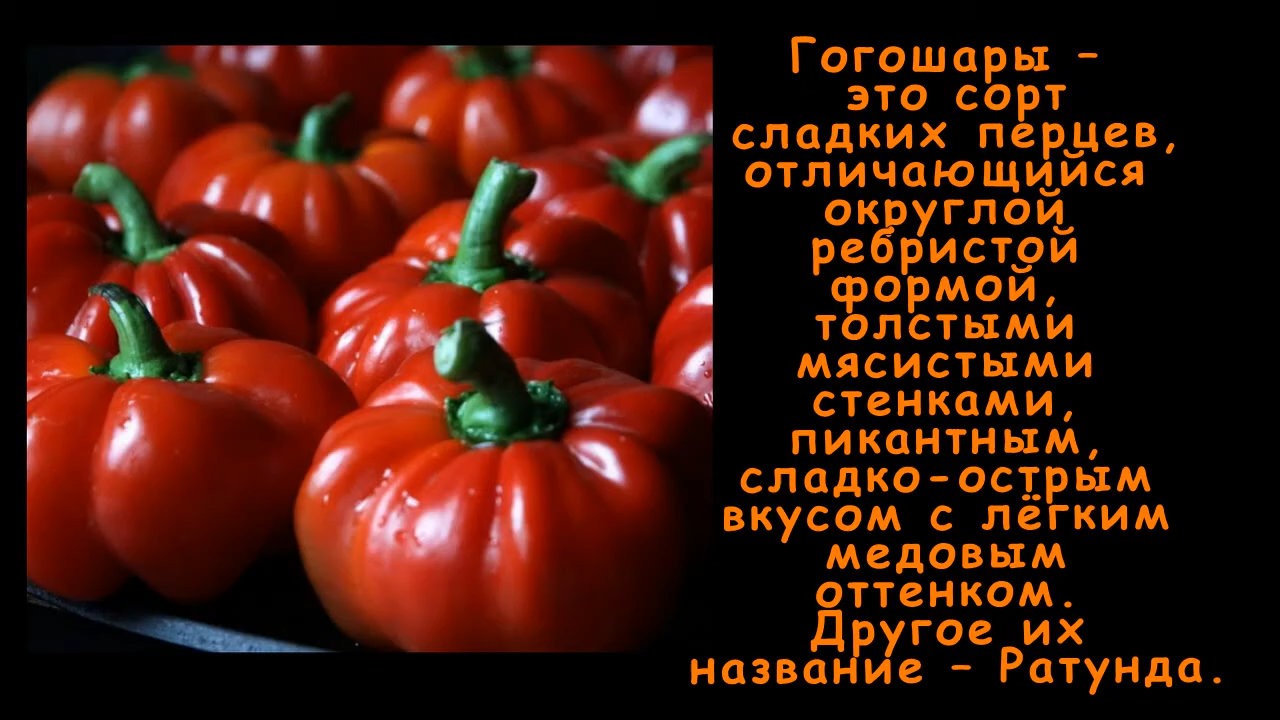 Гогошары –
это сорт
сладких перцев,
отличающийся
округлой
ребристой
формой,
толстыми
мясистыми
стенками,
пикантным,
сладко-острым
вкусом с лёгким
медовым
оттенком.
Другое их
название – Ратунда.